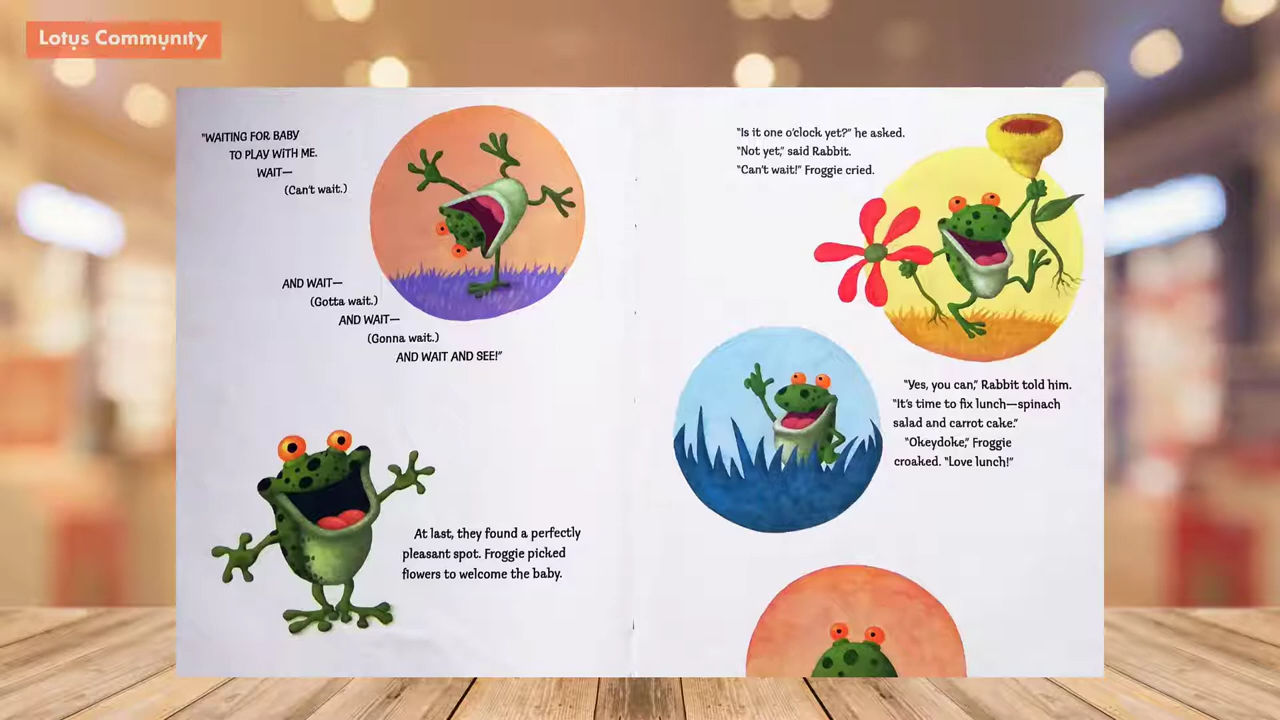 Lotus Community
"WAITING FOR BABY
TO PLAY WITH ME.
WAIT—
(Can't wait.)
AND WAIT—
(Gotta wait.)
AND WAIT—
(Gonna wait.)
AND WAIT AND SEE!"
At last, they found a perfectly
pleasant spot. Froggie picked
flowers to welcome the baby.
"Is it one o'clock yet?" he asked.
"Not yet," said Rabbit.
"Can't wait!" Froggie cried.
"Yes, you can," Rabbit told him.
"It's time to fix lunch—spinach
salad and carrot cake."
"Okeydoke," Froggie
croaked. "Love lunch!"